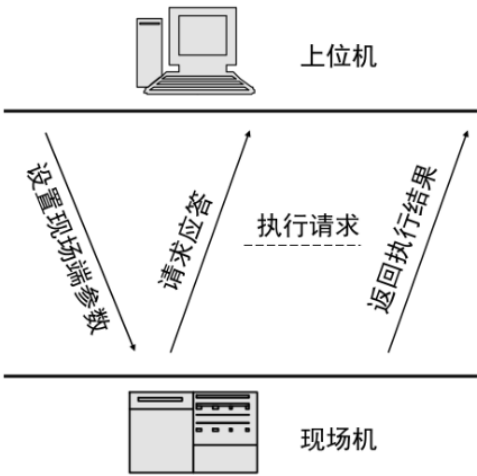 上位机
设置现场端参数
请求应答
执行请求
返回执行结果
现场机